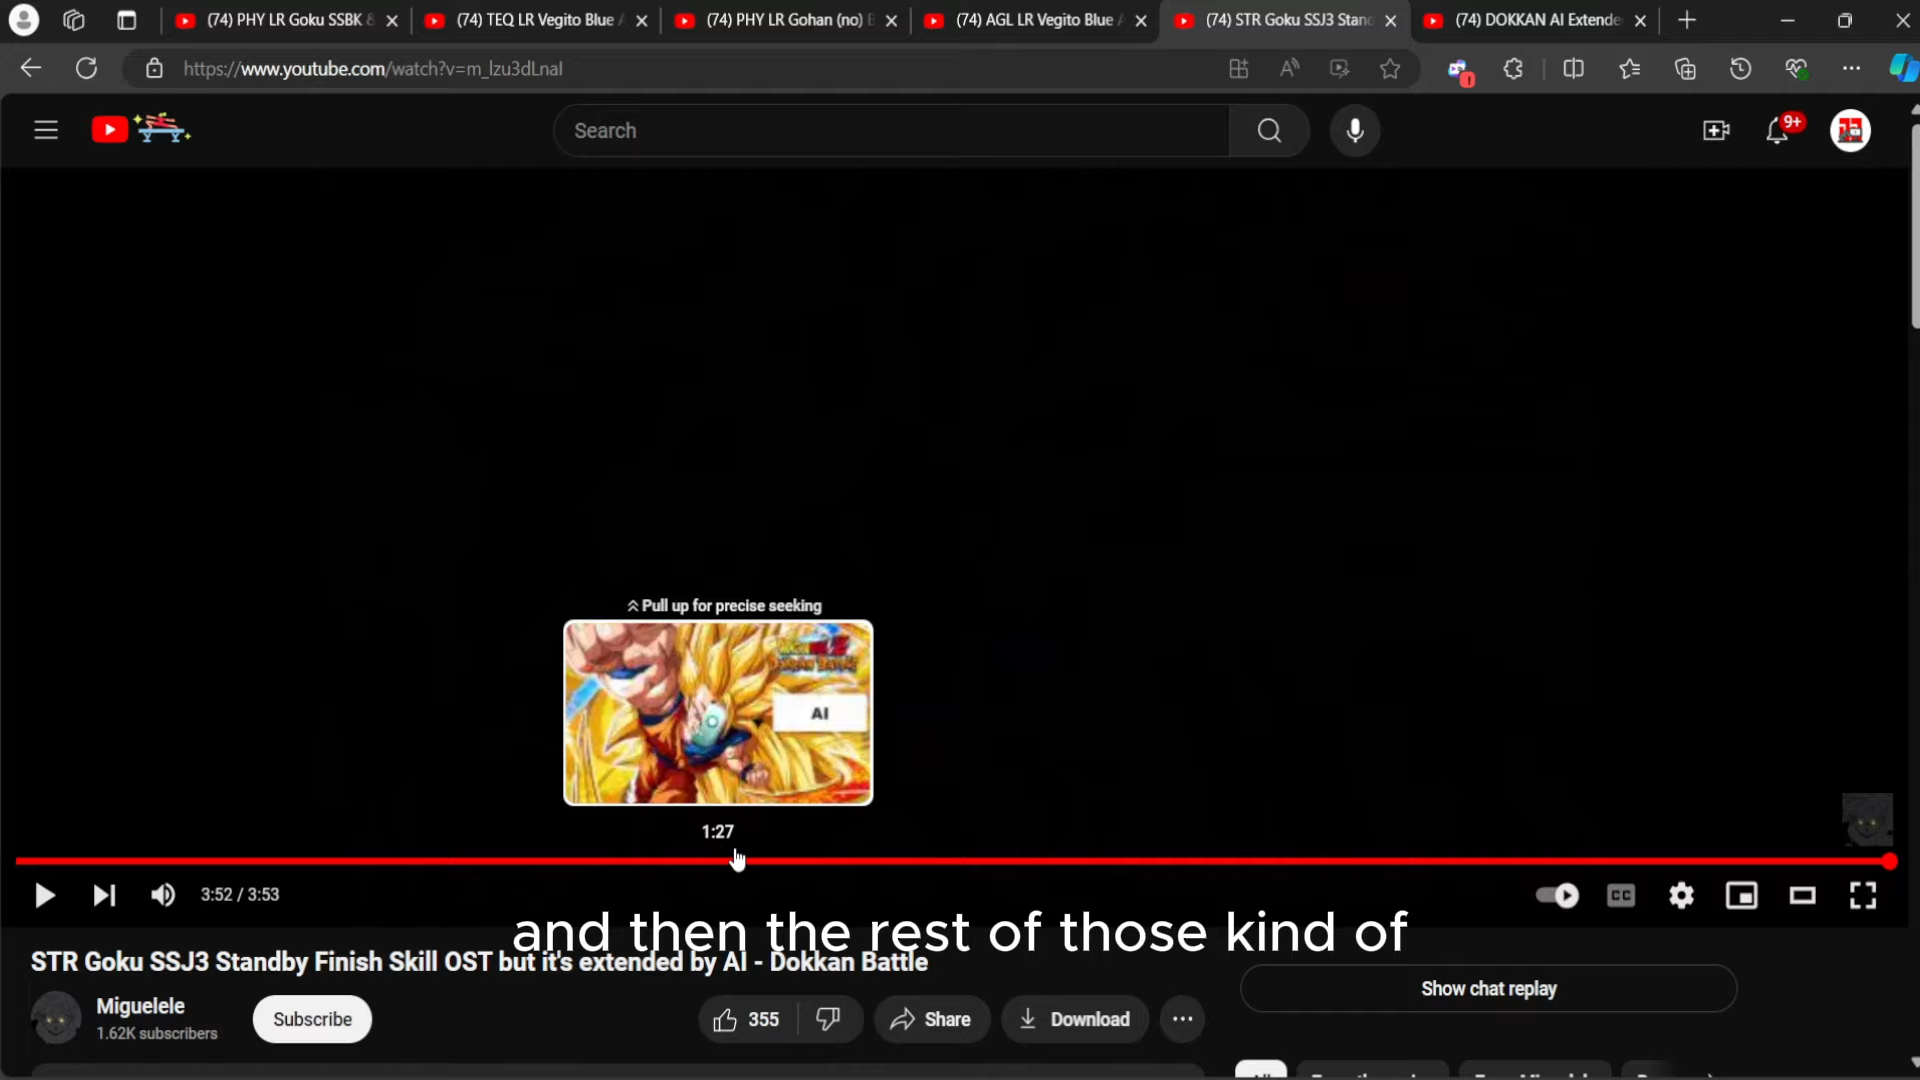 (74) PHY LR Goku SSBK &
(74) TEQ LR Vegito Blue /
(74) PHY LR Gohan (no) B
(74) AGL LR Vegito Blue /
(74) STR Goku SSJ3 Stand
(74) DOKKAN AI Extende
https://www.youtube.com/watch?v=m_lzu3dLnaI
Search
9+
Pull up for precise seeking
AI
1:27
3:52 / 3:53
CC
and then the rest of those kind of
STR Goku SSJ3 Standby Finish Skill OST but it's extended by AI - Dokkan Battle
Miguelele
1.62K subscribers
Subscribe
355
Share
Download
Show chat replay